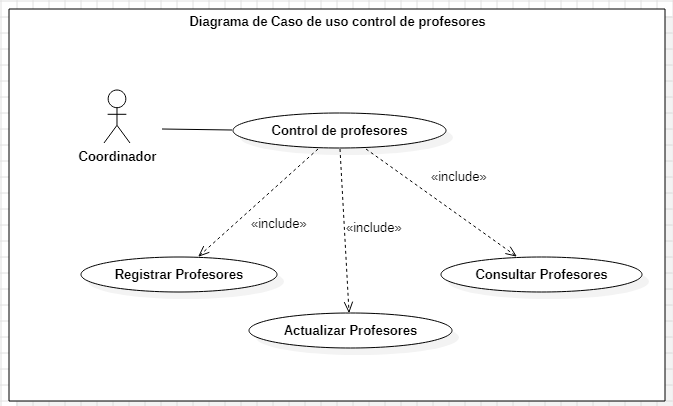 Diagrama de Caso de uso control de profesores
Control de profesores
Coordinador
«include»
«include»
«include»
Registrar Profesores
Consultar Profesores
Actualizar Profesores